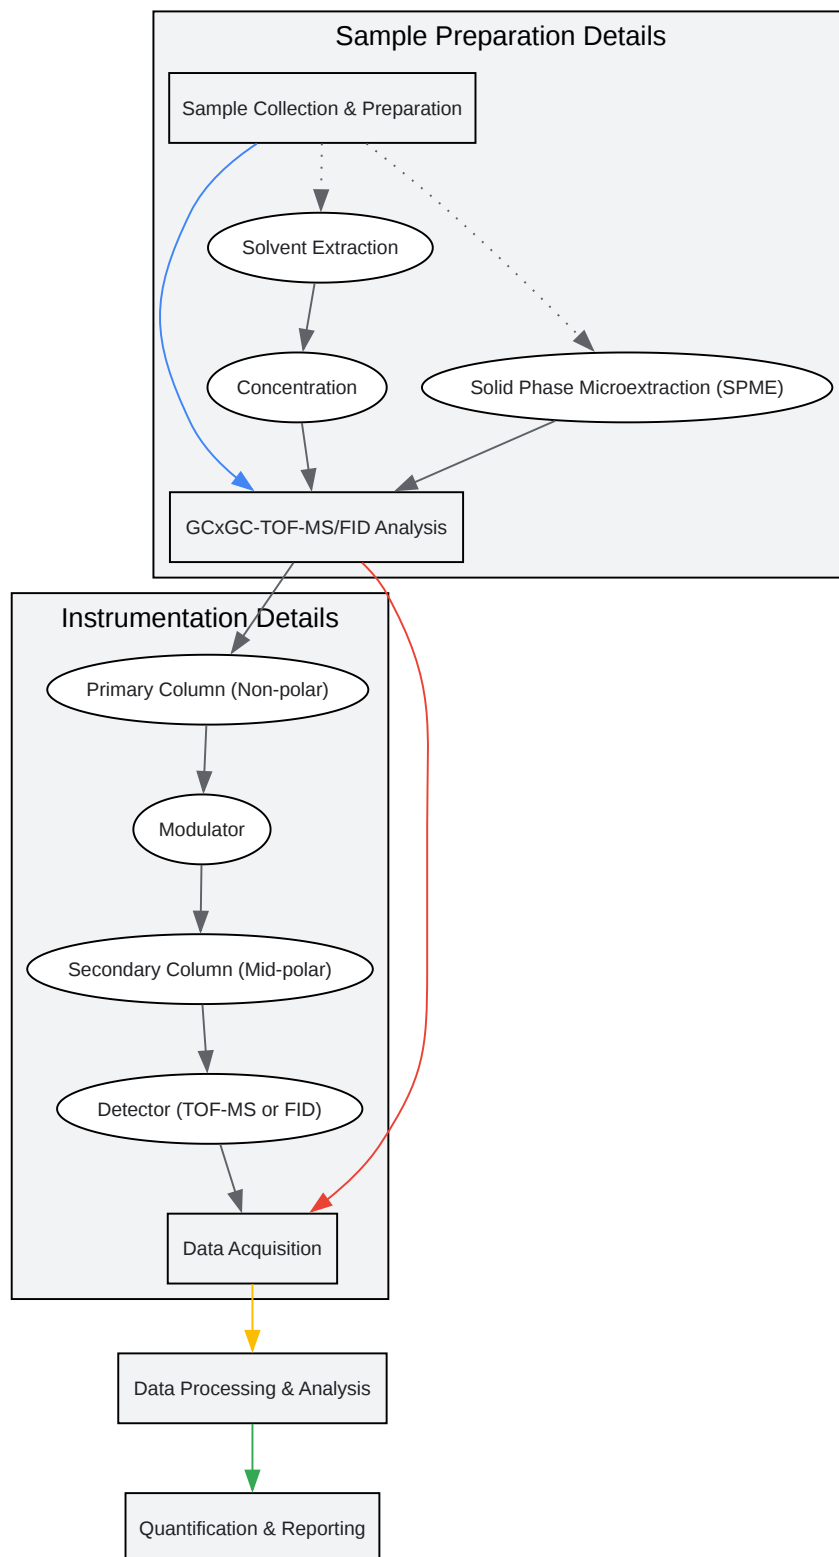 Sample Preparation Details
Sample Collection & Preparation
Solvent Extraction
Concentration
Solid Phase Microextraction (SPME)
GCxGC-TOF-MS/FID Analysis
Instrumentation Details
Primary Column (Non-polar)
Modulator
Secondary Column (Mid-polar)
Detector (TOF-MS or FID)
Data Acquisition
Data Processing & Analysis
Quantification & Reporting